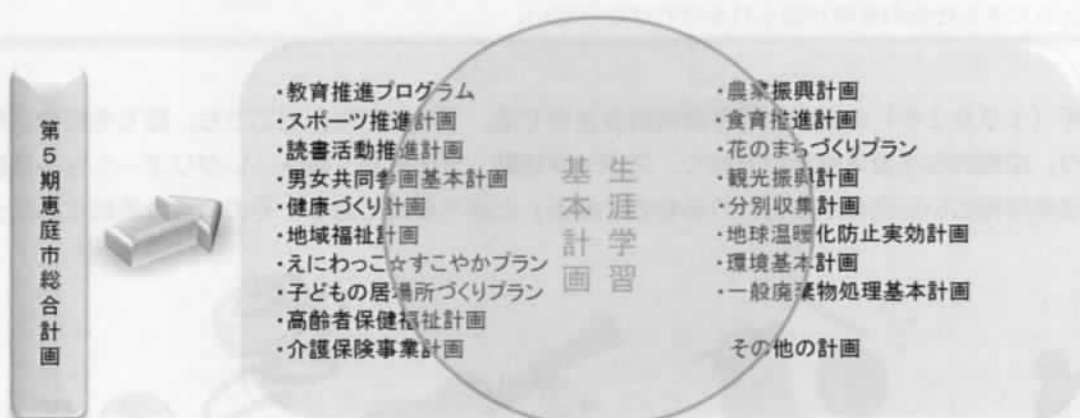 第5期恵庭市総合計画
・教育推進プログラム
・スポーツ推進計画
・読書活動推進計画
・男女共同参画基本計画
・健康づくり計画
・地域福祉計画
・えにわっこ☆すこやかプラン
・子どもの居場所づくりプラン
・高齢者保健福祉計画
・介護保険事業計画
生涯学習
基本計画
・農業振興計画
・食育推進計画
・花のまちづくりプラン
・観光振興計画
・分別収集計画
・地球温暖化防止実効計画
・環境基本計画
・一般廃棄物処理基本計画
その他の計画